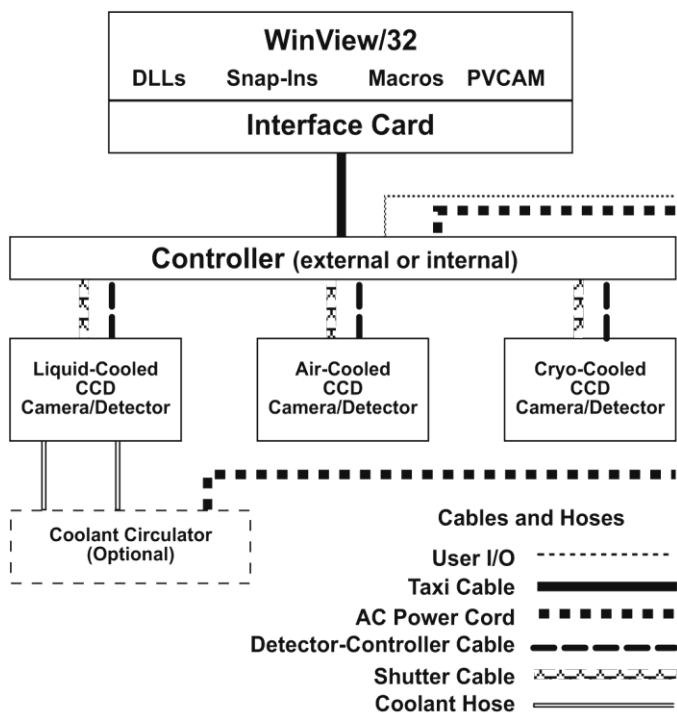 WinView/32
DLLs Snap-Ins Macros PVCAM
Interface Card
Controller (external or internal)
Liquid-Cooled
CCD
Camera/Detector
Air-Cooled
CCD
Camera/Detector
Cryo-Cooled
CCD
Camera/Detector
Coolant Circulator
(Optional)
Cables and Hoses
User I/O
Taxi Cable
AC Power Cord
Detector-Controller Cable
Shutter Cable
Coolant Hose